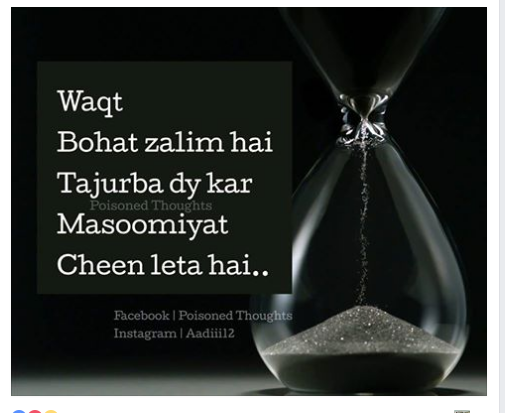 Waqt
Bohat zalim hai
Tajurba dy kar
Poisoned Thoughts
Masoomiyat
Cheen leta hai..
Facebook | Poisoned Thoughts
Instagram | Aadiii12